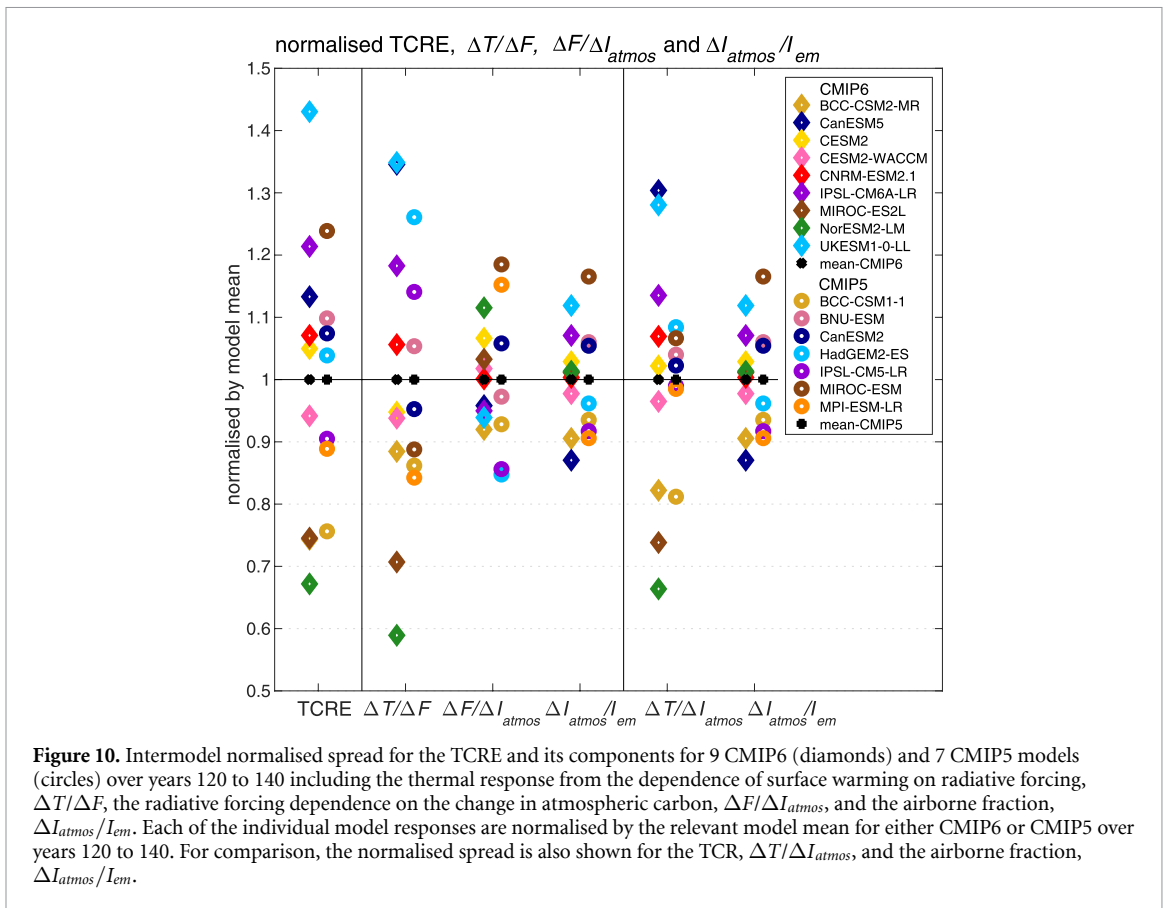 normalised TCRE, ΔT/ΔF, ΔF/ΔI_atmos and ΔI_atmos/I_em
normalised by model mean
1.5
1.4
1.3
1.2
1.1
1
0.9
0.8
0.7
0.6
0.5
TCRE ΔT/ΔF ΔF/ΔI_atmos ΔI_atmos/I_em ΔT/ΔI_atmos ΔI_atmos/I_em
CMIP6
BCC-CSM2-MR
CanESM5
CESM2
CESM2-WACCM
CNRM-ESM2.1
IPSL-CM6A-LR
MIROC-ES2L
NorESM2-LM
UKESM1-0-LL
mean-CMIP6
CMIP5
BCC-CSM1-1
BNU-ESM
CanESM2
HadGEM2-ES
IPSL-CM5-LR
MIROC-ESM
MPI-ESM-LR
mean-CMIP5
Figure 10. Intermodel normalised spread for the TCRE and its components for 9 CMIP6 (diamonds) and 7 CMIP5 models
(circles) over years 120 to 140 including the thermal response from the dependence of surface warming on radiative forcing,
ΔT/ΔF, the radiative forcing dependence on the change in atmospheric carbon, ΔF/ΔI_atmos, and the airborne fraction,
ΔI_atmos/I_em. Each of the individual model responses are normalised by the relevant model mean for either CMIP6 or CMIP5 over
years 120 to 140. For comparison, the normalised spread is also shown for the TCR, ΔT/ΔI_atmos, and the airborne fraction,
ΔI_atmos/I_em.